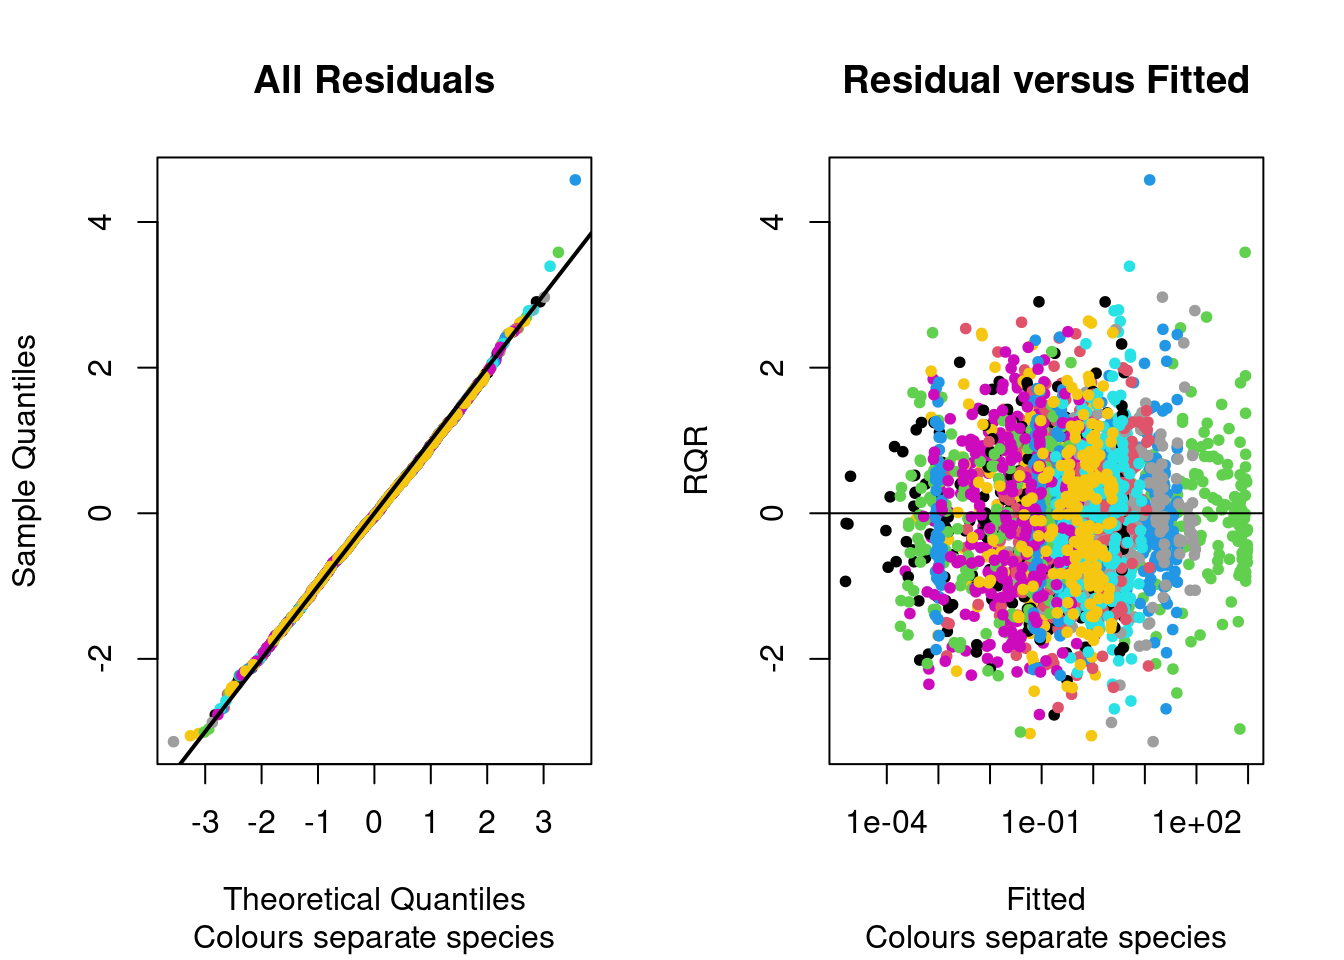 All Residuals
Sample Quantiles
4
2
0
-2
-3 -2 -1 0 1 2 3
Theoretical Quantiles
Colours separate species
Residual versus Fitted
RQR
4
2
0
-2
1e-04 1e-01 1e+02
Fitted
Colours separate species